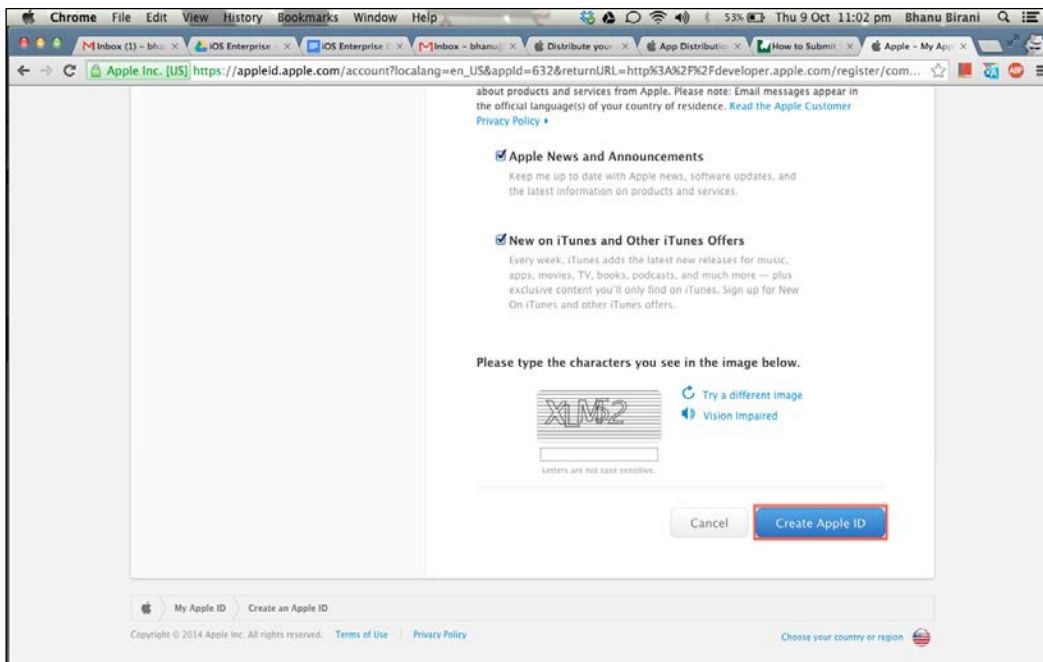 Chrome File Edit View History Bookmarks Window Help 53% Thu 9 Oct 11:02 pm Bhanu Birani
Inbox (1) – bha iOS Enterprise – iOS Enterprise C Inbox – bhanu Distribute your App Distributio How to Submit Apple – My App
Apple Inc. [US] https://appleid.apple.com/account?localang=en_US&appId=632&returnURL=http%3A%2F%2Fdeveloper.apple.com/register/com...
about products and services from Apple. Please note: Email messages appear in
the official language(s) of your country of residence. Read the Apple Customer
Privacy Policy
Apple News and Announcements
Keep me up to date with Apple news, software updates, and
the latest information on products and services.
New on iTunes and Other iTunes Offers
Every week, iTunes adds the latest new releases for music,
apps, movies, TV, books, podcasts, and much more — plus
exclusive content you'll only find on iTunes. Sign up for New
On iTunes and other iTunes offers.
Please type the characters you see in the image below.
Try a different image
Vision Impaired
Letters are not case sensitive.
Cancel Create Apple ID
My Apple ID Create an Apple ID
Copyright © 2014 Apple Inc. All rights reserved. Terms of Use | Privacy Policy
Choose your country or region